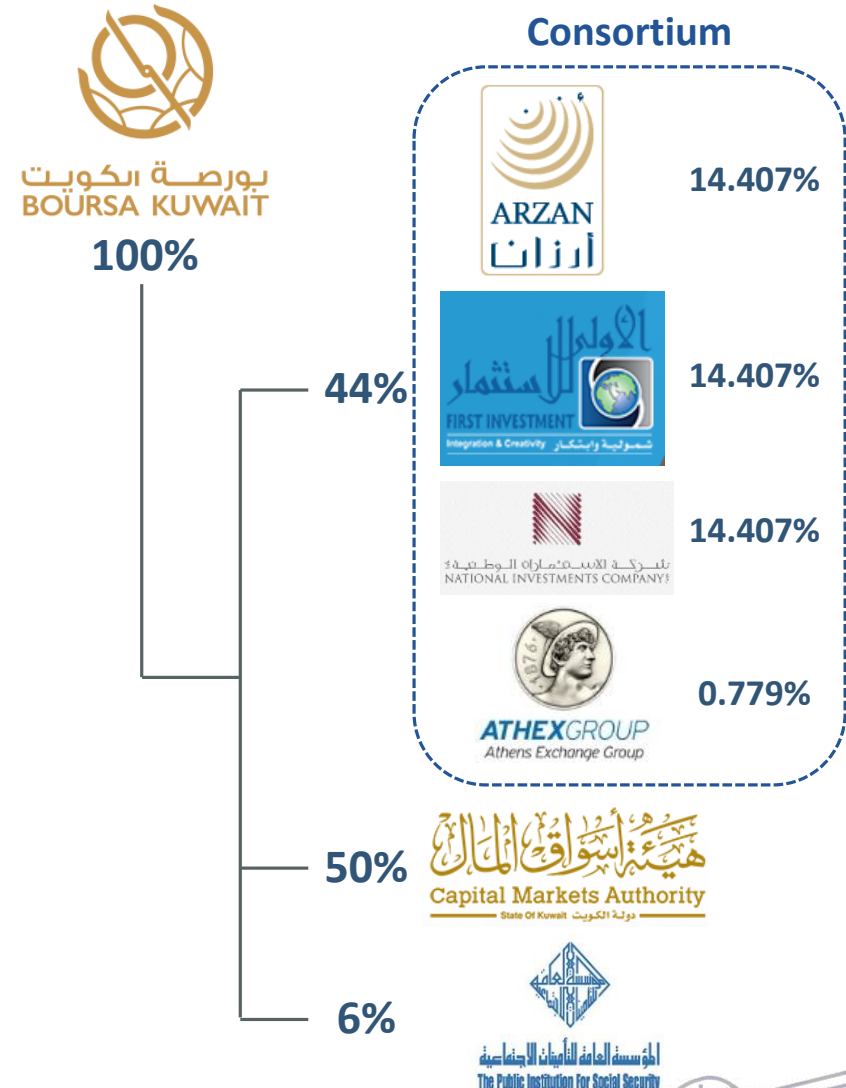 Consortium
بورصة الكويت
BOURSA KUWAIT
100%
ARZAN
أرزان
14.407%
44%
الأولى للاستثمار
FIRST INVESTMENT
Integration & Creativity شمولية وابتكار
14.407%
شركة الاستثمارات الوطنية
NATIONAL INVESTMENTS COMPANY
14.407%
1876
ATHEXGROUP
Athens Exchange Group
0.779%
50%
هيئة أسواق المال
Capital Markets Authority
State Of Kuwait دولة الكويت
6%
المؤسسة العامة للتأمينات الاجتماعية
The Public Institution For Social Security